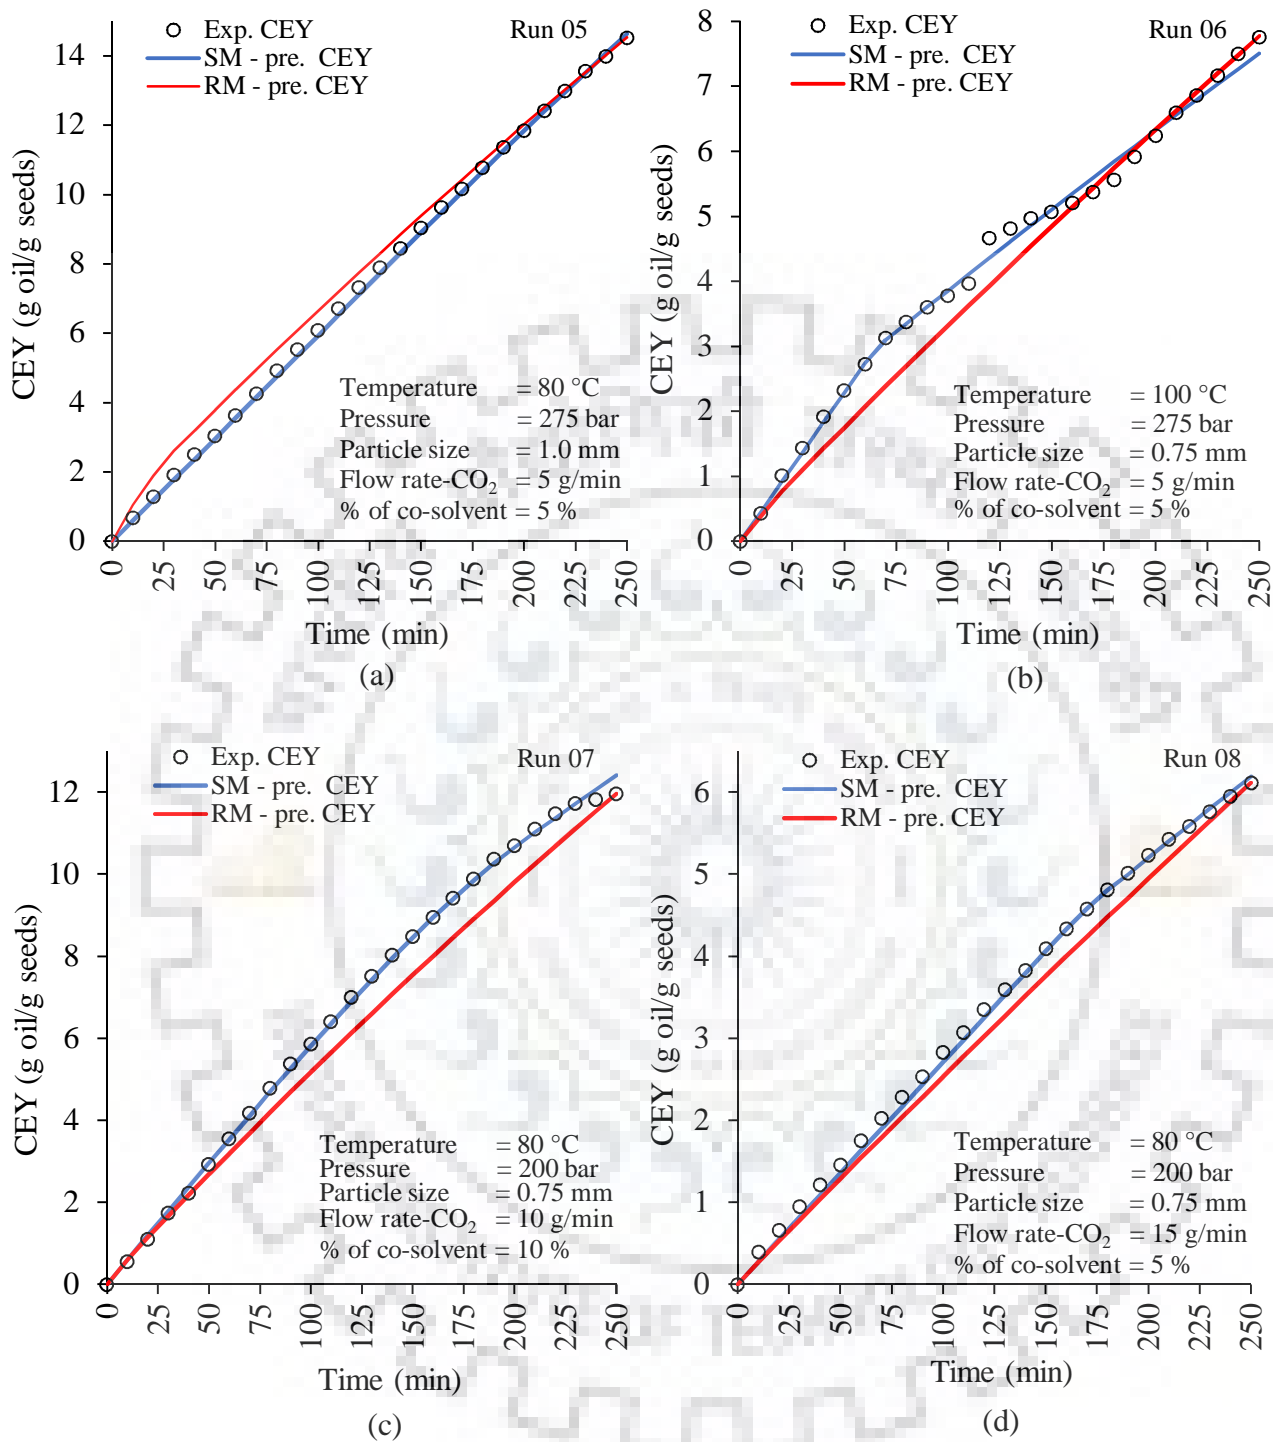 Exp. CEY
SM - pre. CEY
RM - pre. CEY
Run 05
14
12
10
8
6
4
2
0
CEY (g oil/g seeds)
Temperature = 80 °C
Pressure = 275 bar
Particle size = 1.0 mm
Flow rate-CO₂ = 5 g/min
% of co-solvent = 5 %
0
25
50
75
100
125
150
175
200
225
250
Time (min)
(a)
Exp. CEY
SM - pre. CEY
RM - pre. CEY
Run 06
8
7
6
5
4
3
2
1
0
CEY (g oil/g seeds)
Temperature = 100 °C
Pressure = 275 bar
Particle size = 0.75 mm
Flow rate-CO₂ = 5 g/min
% of co-solvent = 5 %
0
25
50
75
100
125
150
175
200
225
250
Time (min)
(b)
Exp. CEY
SM - pre. CEY
RM - pre. CEY
Run 07
12
10
8
6
4
2
0
CEY (g oil/g seeds)
Temperature = 80 °C
Pressure = 200 bar
Particle size = 0.75 mm
Flow rate-CO₂ = 10 g/min
% of co-solvent = 10 %
0
25
50
75
100
125
150
175
200
225
250
Time (min)
(c)
Exp. CEY
SM - pre. CEY
RM - pre. CEY
Run 08
6
5
4
3
2
1
0
CEY (g oil/g seeds)
Temperature = 80 °C
Pressure = 200 bar
Particle size = 0.75 mm
Flow rate-CO₂ = 15 g/min
% of co-solvent = 5 %
0
25
50
75
100
125
150
175
200
225
250
Time (min)
(d)